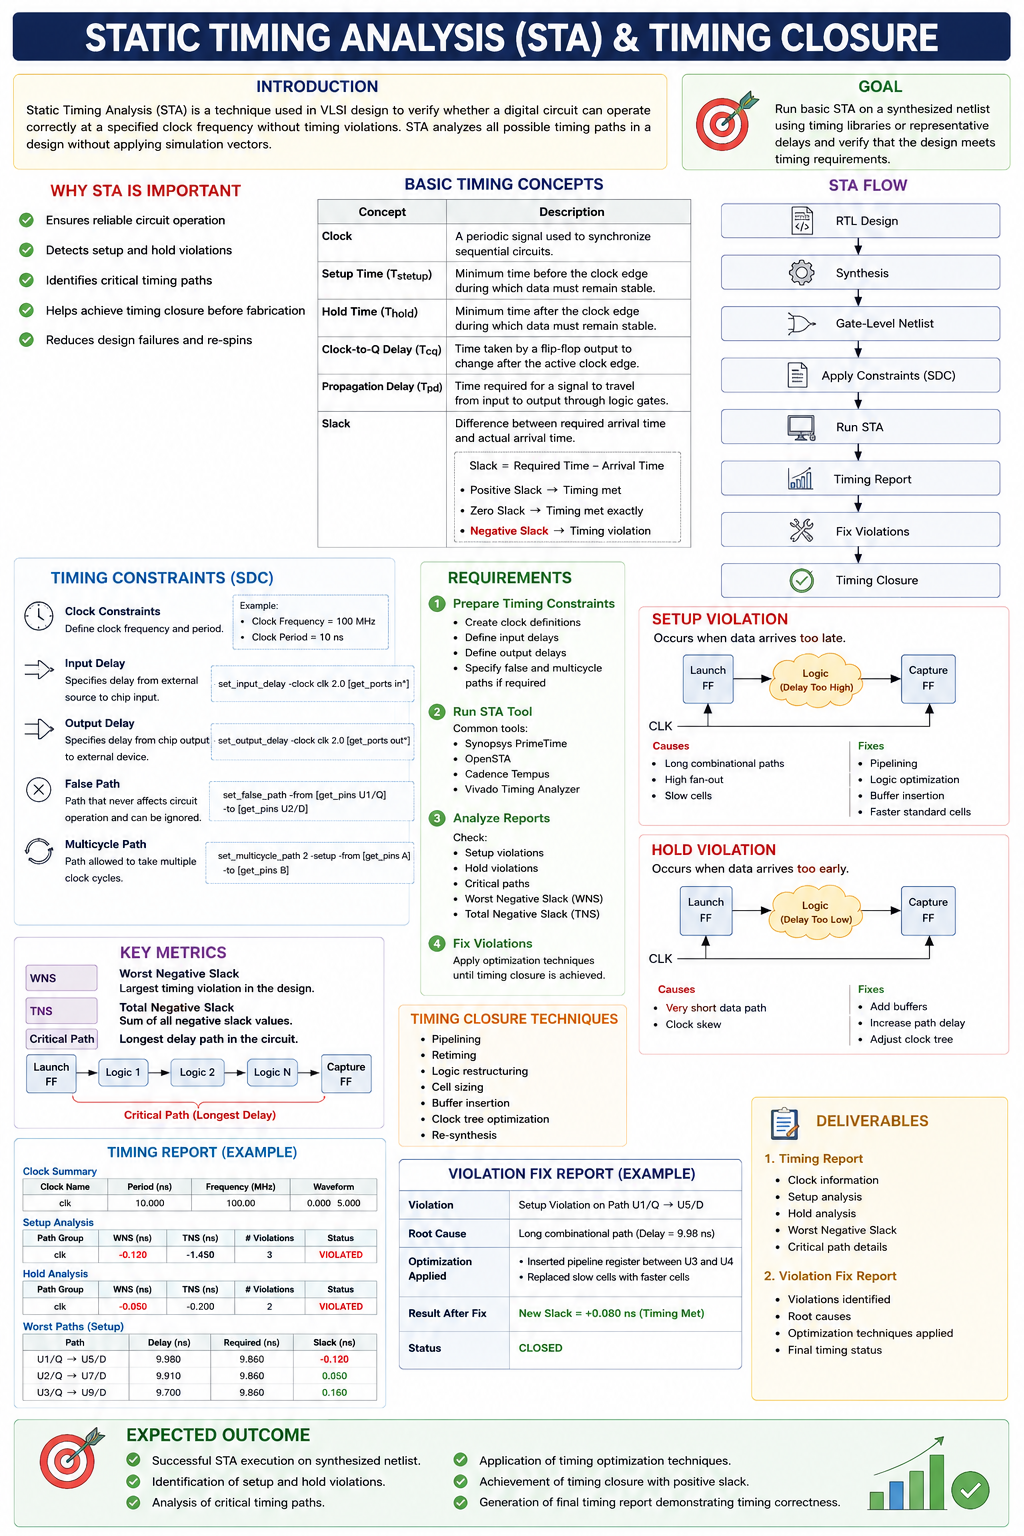 STATIC TIMING ANALYSIS (STA) & TIMING CLOSURE
INTRODUCTION
Static Timing Analysis (STA) is a technique used in VLSI design to verify whether a digital circuit can operate
correctly at a specified clock frequency without timing violations. STA analyzes all possible timing paths in a
design without applying simulation vectors.
GOAL
Run basic STA on a synthesized netlist
using timing libraries or representative
delays and verify that the design meets
timing requirements.
WHY STA IS IMPORTANT
Ensures reliable circuit operation
Detects setup and hold violations
Identifies critical timing paths
Helps achieve timing closure before fabrication
Reduces design failures and re-spins
BASIC TIMING CONCEPTS
Concept Description
Clock A periodic signal used to synchronize
sequential circuits.
Setup Time (Tstetup) Minimum time before the clock edge
during which data must remain stable.
Hold Time (Thold) Minimum time after the clock edge
during which data must remain stable.
Clock-to-Q Delay (Tcq) Time taken by a flip-flop output to
change after the active clock edge.
Propagation Delay (Tpd) Time required for a signal to travel
from input to output through logic gates.
Slack Difference between required arrival time
and actual arrival time.
Slack = Required Time – Arrival Time
• Positive Slack → Timing met
• Zero Slack → Timing met exactly
• Negative Slack → Timing violation
STA FLOW
RTL Design
Synthesis
Gate-Level Netlist
Apply Constraints (SDC)
Run STA
Timing Report
Fix Violations
Timing Closure
TIMING CONSTRAINTS (SDC)
Clock Constraints
Define clock frequency and period.
Example:
• Clock Frequency = 100 MHz
• Clock Period = 10 ns
Input Delay
Specifies delay from external
source to chip input.
set_input_delay -clock clk 2.0 [get_ports in*]
Output Delay
Specifies delay from chip output
to external device.
set_output_delay -clock clk 2.0 [get_ports out*]
False Path
Path that never affects circuit
operation and can be ignored.
set_false_path -from [get_pins U1/Q]
-to [get_pins U2/D]
Multicycle Path
Path allowed to take multiple
clock cycles.
set_multicycle_path 2 -setup -from [get_pins A]
-to [get_pins B]
REQUIREMENTS
1 Prepare Timing Constraints
• Create clock definitions
• Define input delays
• Define output delays
• Specify false and multicycle
paths if required
2 Run STA Tool
Common tools:
• Synopsys PrimeTime
• OpenSTA
• Cadence Tempus
• Vivado Timing Analyzer
3 Analyze Reports
Check:
• Setup violations
• Hold violations
• Critical paths
• Worst Negative Slack (WNS)
• Total Negative Slack (TNS)
4 Fix Violations
Apply optimization techniques
until timing closure is achieved.
SETUP VIOLATION
Occurs when data arrives too late.
Launch
FF
Logic
(Delay Too High)
Capture
FF
CLK
Causes
• Long combinational paths
• High fan-out
• Slow cells
Fixes
• Pipelining
• Logic optimization
• Buffer insertion
• Faster standard cells
HOLD VIOLATION
Occurs when data arrives too early.
Launch
FF
Logic
(Delay Too Low)
Capture
FF
CLK
Causes
• Very short data path
• Clock skew
Fixes
• Add buffers
• Increase path delay
• Adjust clock tree
KEY METRICS
WNS
Worst Negative Slack
Largest timing violation in the design.
TNS
Total Negative Slack
Sum of all negative slack values.
Critical Path
Longest delay path in the circuit.
Launch
FF
Logic 1
Logic 2
Logic N
Capture
FF
Critical Path (Longest Delay)
TIMING CLOSURE TECHNIQUES
• Pipelining
• Retiming
• Logic restructuring
• Cell sizing
• Buffer insertion
• Clock tree optimization
• Re-synthesis
TIMING REPORT (EXAMPLE)
Clock Summary
Clock Name Period (ns) Frequency (MHz) Waveform
clk 10.000 100.00 0.000 5.000
Setup Analysis
Path Group WNS (ns) TNS (ns) # Violations Status
clk -0.120 -1.450 3 VIOLATED
Hold Analysis
Path Group WNS (ns) TNS (ns) # Violations Status
clk -0.050 -0.200 2 VIOLATED
Worst Paths (Setup)
Path Delay (ns) Required (ns) Slack (ns)
U1/Q → U5/D 9.980 9.860 -0.120
U2/Q → U7/D 9.910 9.860 0.050
U3/Q → U9/D 9.700 9.860 0.160
VIOLATION FIX REPORT (EXAMPLE)
Violation Setup Violation on Path U1/Q → U5/D
Root Cause Long combinational path (Delay = 9.98 ns)
Optimization
Applied
• Inserted pipeline register between U3 and U4
• Replaced slow cells with faster cells
Result After Fix New Slack = +0.080 ns (Timing Met)
Status CLOSED
DELIVERABLES
1. Timing Report
• Clock information
• Setup analysis
• Hold analysis
• Worst Negative Slack
• Critical path details
2. Violation Fix Report
• Violations identified
• Root causes
• Optimization techniques applied
• Final timing status
EXPECTED OUTCOME
Successful STA execution on synthesized netlist.
Identification of setup and hold violations.
Analysis of critical timing paths.
Application of timing optimization techniques.
Achievement of timing closure with positive slack.
Generation of final timing report demonstrating timing correctness.